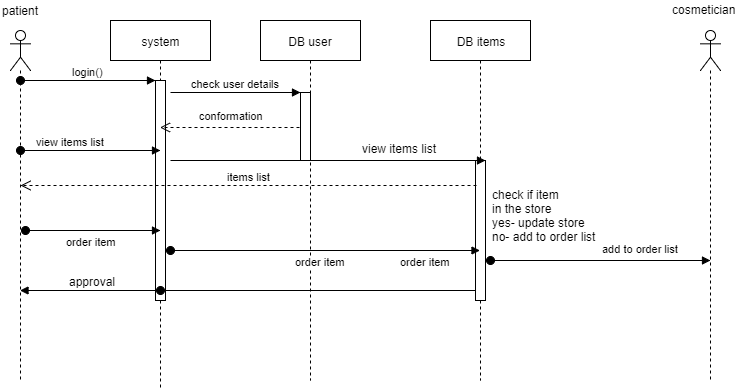 patient
cosmetician
system
DB user
DB items
login()
check user details
conformation
view items list
view items list
items list
check if item
in the store
yes- update store
no- add to order list
order item
add to order list
order item
order item
approval